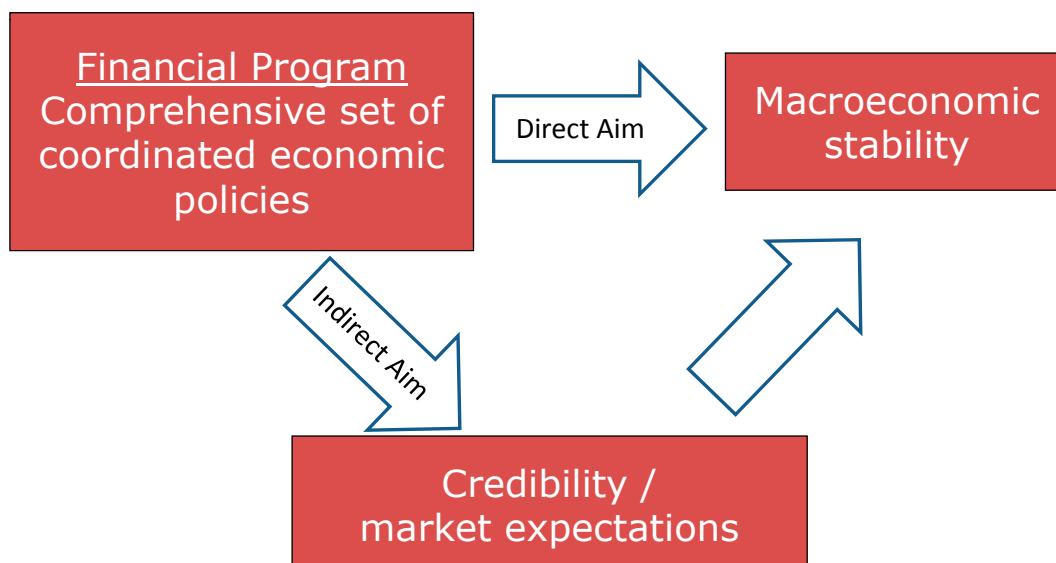 Financial Program
Comprehensive set of
coordinated economic
policies
Direct Aim
Macroeconomic
stability
Indirect Aim
Credibility /
market expectations